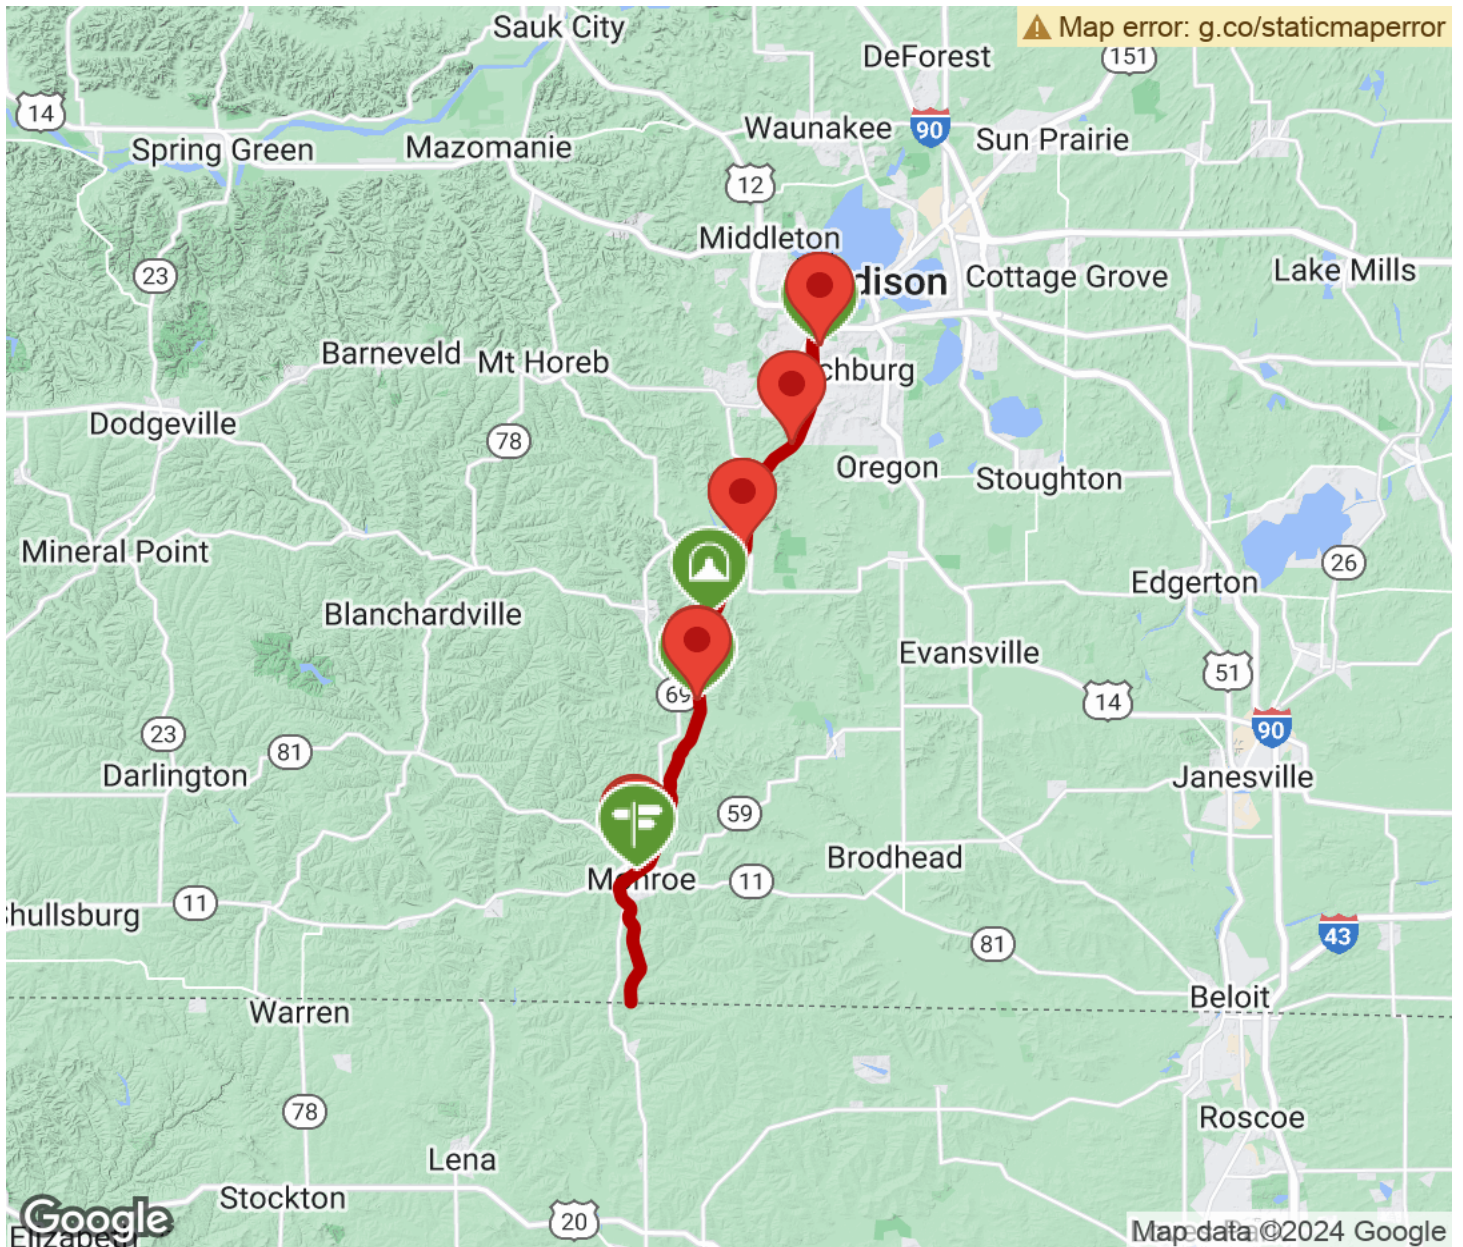 Sauk City
Map error: g.co/staticmaperror
DeForest
151
14
Waunakee
90
Sun Prairie
Spring Green
Mazomanie
12
Middleton
23
dison
Cottage Grove
Lake Mills
Barneveld
Mt Horeb
chburg
Dodgeville
78
Oregon
Stoughton
Mineral Point
26
Edgerton
Blanchardville
Evansville
51
69
14
23
90
81
Darlington
Janesville
59
Brodhead
Monroe
11
11
hullsburg
43
81
Beloit
Warren
78
Roscoe
Lena
Stockton
Google
20
Map data ©2024 Google